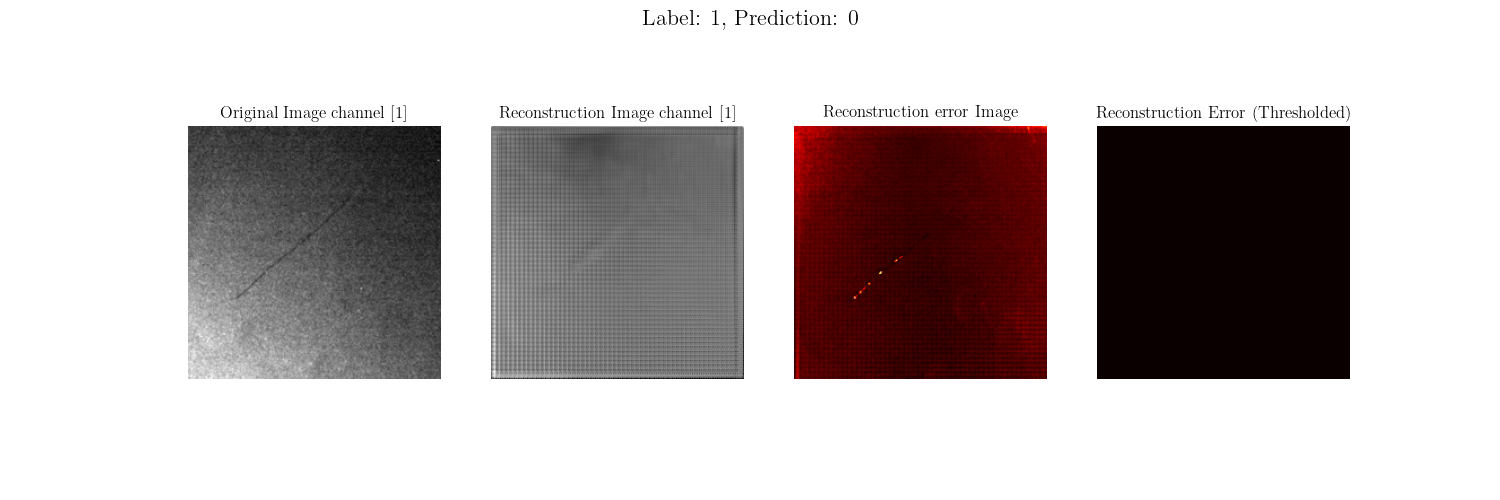 Label: 1, Prediction: 0
Original Image channel [1]
Reconstruction Image channel [1]
Reconstruction error Image
Reconstruction Error (Thresholded)